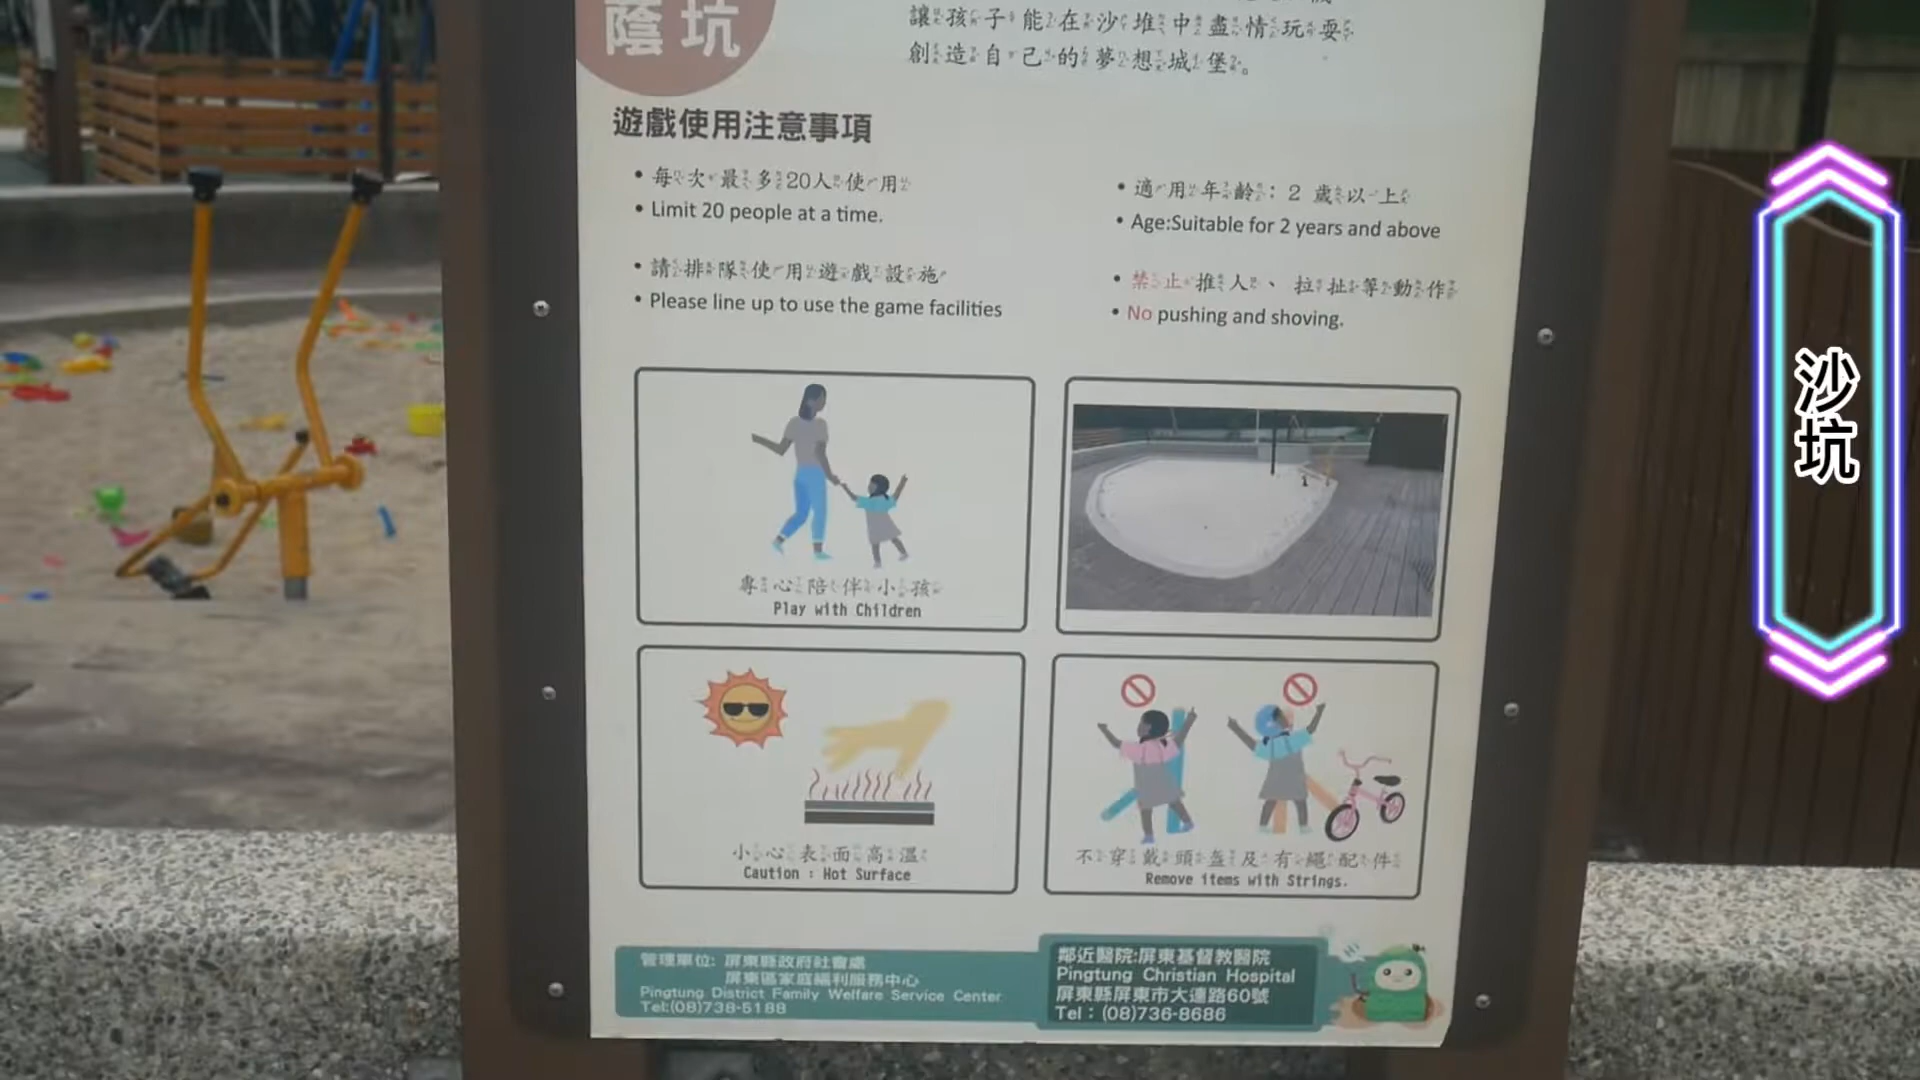 蔭坑
讓孩子能在沙堆中盡情玩耍
創造自己的夢想城堡。
遊戲使用注意事項
• 每次最多20人使用
• Limit 20 people at a time.
• 請排隊使用遊戲設施
• Please line up to use the game facilities
• 適用年齡：2 歲以上
• Age:Suitable for 2 years and above
• 禁止推人、 拉扯等動作
• No pushing and shoving.
專心陪伴小孩
Play with Children
小心表面高溫
Caution : Hot Surface
不穿戴頭盔及有繩配件
Remove items with Strings.
管理單位: 屏東縣政府社會處
屏東區家庭福利服務中心
Pingtung District Family Welfare Service Center
Tel:(08)738-5188
鄰近醫院:屏東基督教醫院
Pingtung Christian Hospital
屏東縣屏東市大連路60號
Tel : (08)736-8686
沙坑